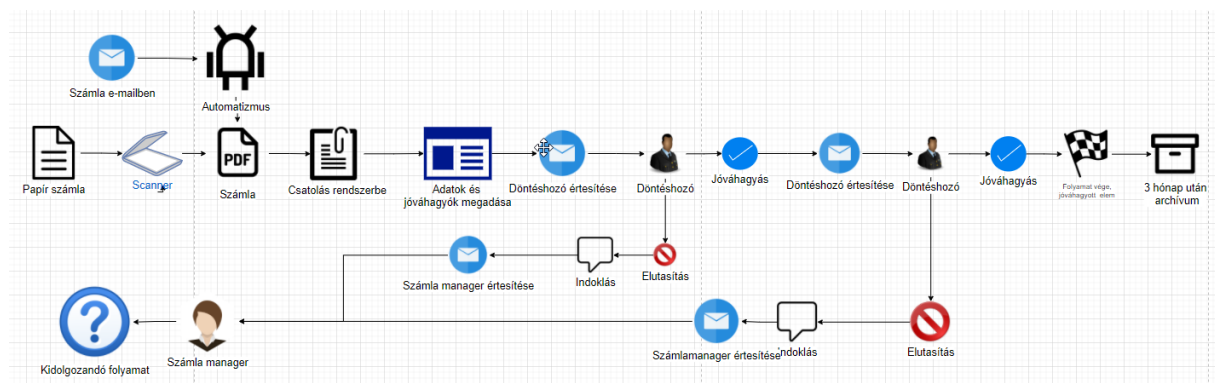 Számla e-mailben
Automatizmus
PDF
Papír számla
Scanner
Számla
Csatolás rendszerbe
Adatok és
jóváhagyók megadása
Döntéshozó értesítése
Döntéshozó
Jóváhagyás
Döntéshozó értesítése
Döntéshozó
Jóváhagyás
Folyamat vége,
jóváhagyott elem
3 hónap után
archívum
Számla manager értesítése
Indoklás
Elutasítás
Kidolgozandó folyamat
Számla manager
Számlamanager értesítése
Indoklás
Elutasítás